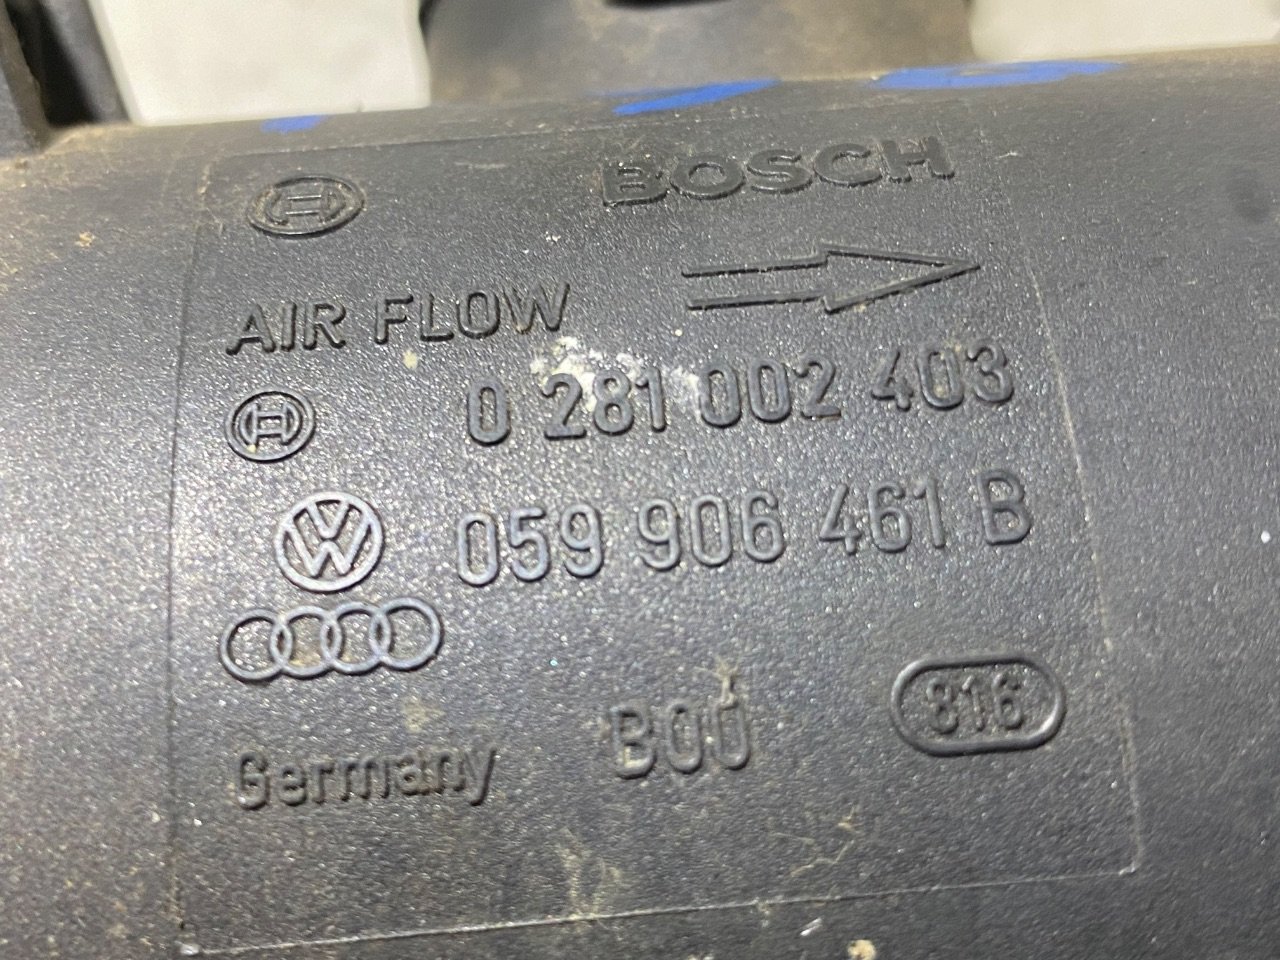 BOSCH
AIR FLOW
0 281 002 403
059 906 461 B
B00
816
Germany